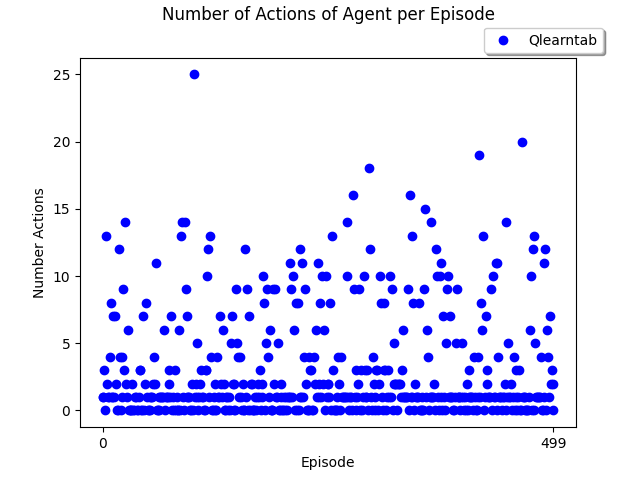 Number of Actions of Agent per Episode
Qlearntab
25
20
15
10
5
0
Number Actions
0 499
Episode